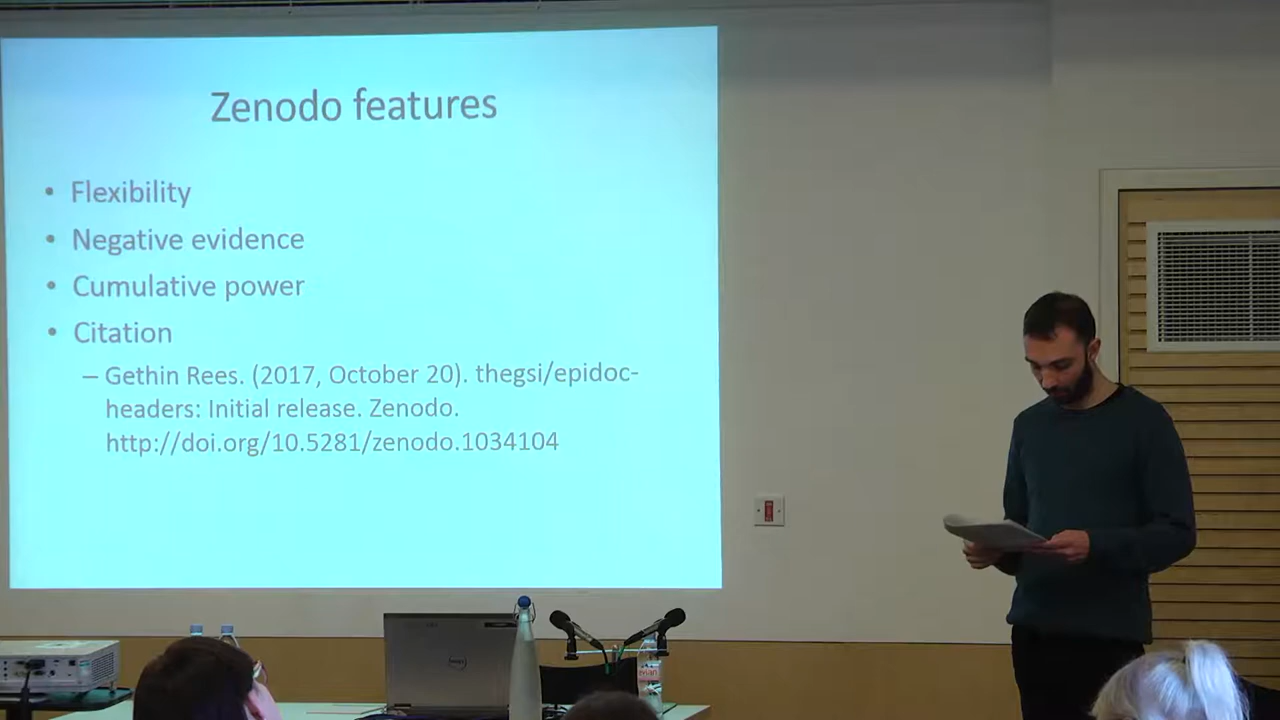 Zenodo features
• Flexibility
• Negative evidence
• Cumulative power
• Citation
– Gethin Rees. (2017, October 20). thegsi/epidoc-
headers: Initial release. Zenodo.
http://doi.org/10.5281/zenodo.1034104
DELL